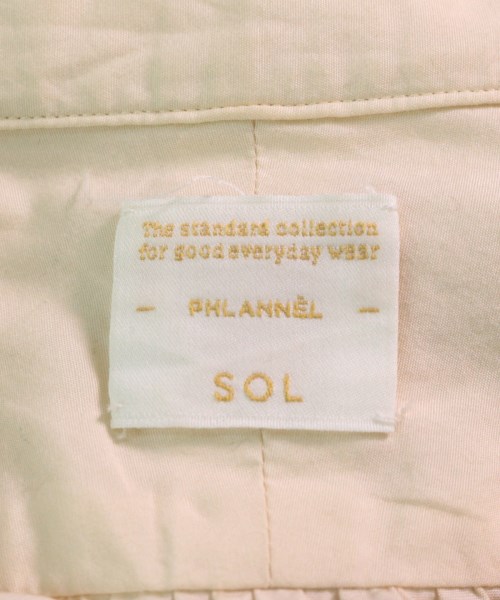 The standard collection
for good everyday wear
– PHLANNÈL –
SOL